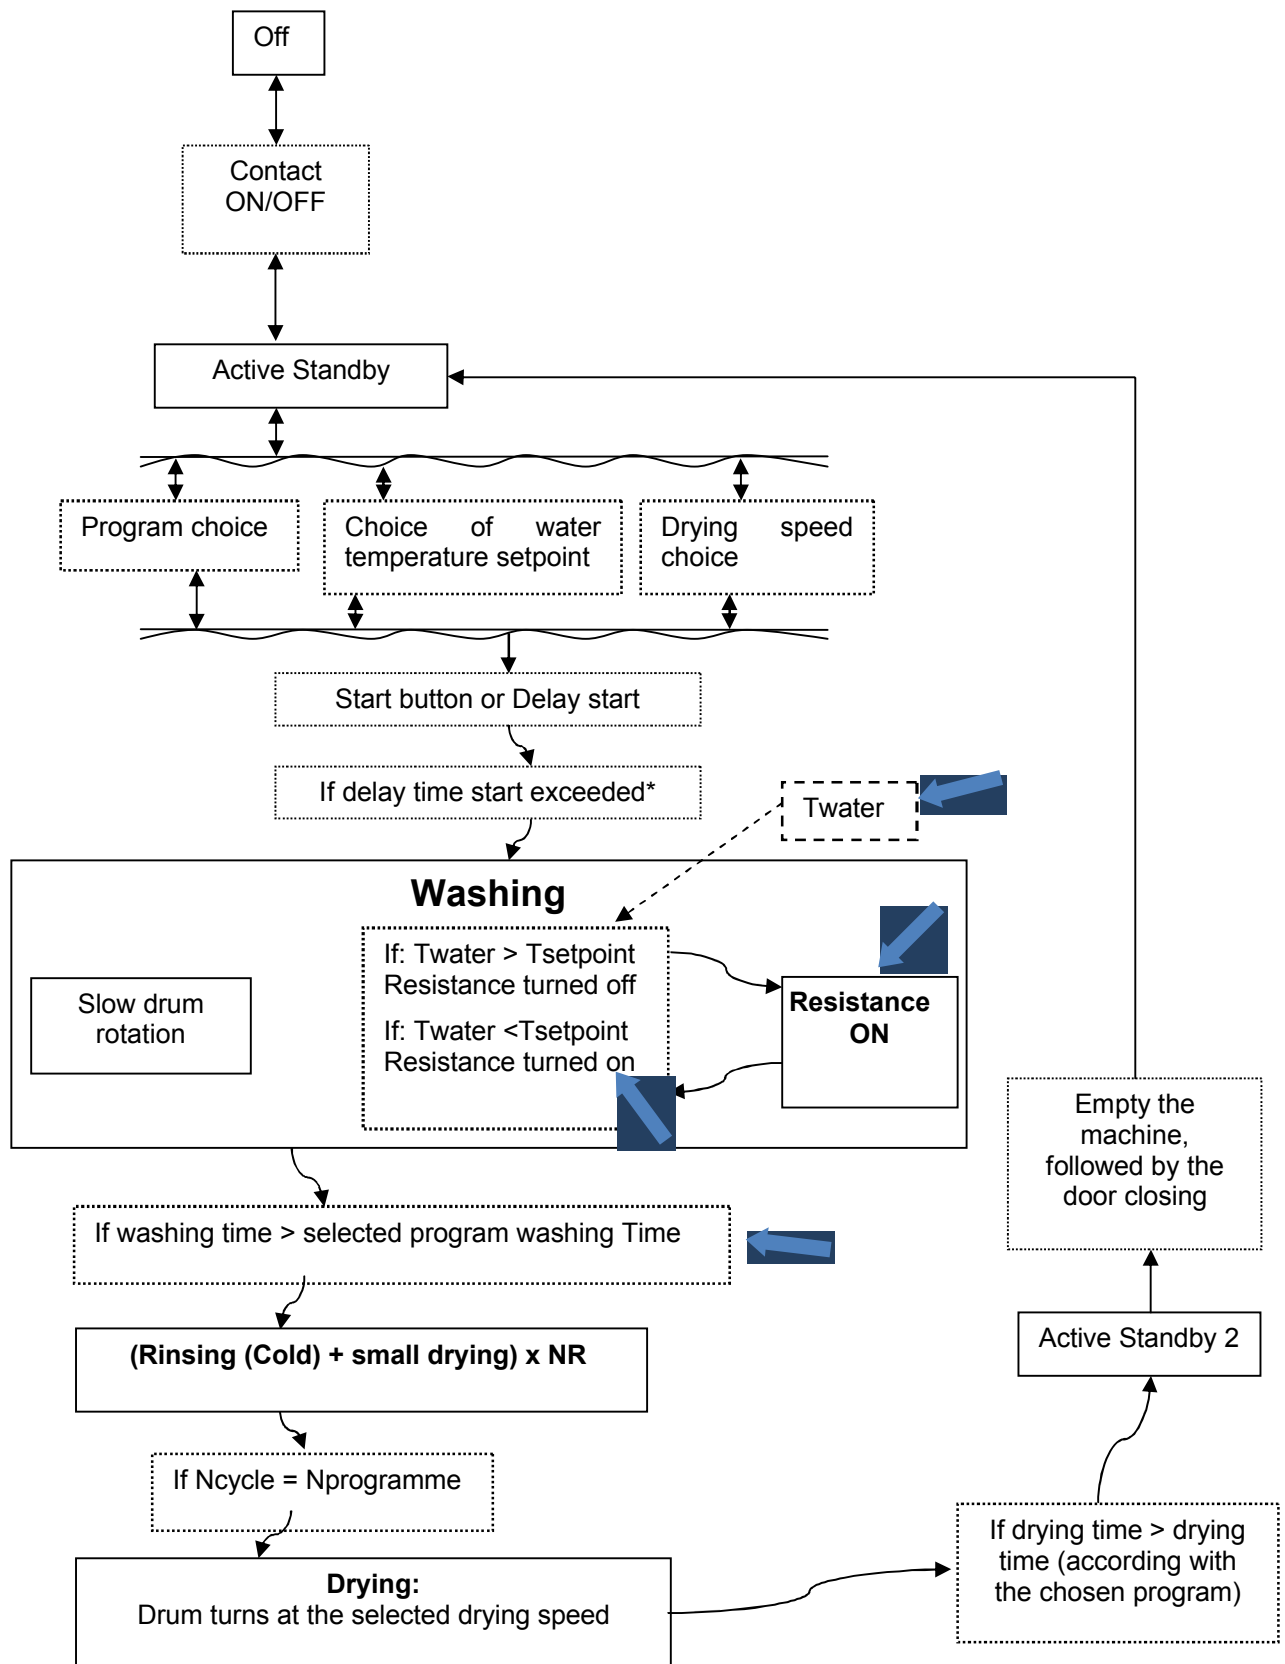 Off
Contact
ON/OFF
Active Standby
Program choice
Choice of water
temperature setpoint
Drying speed
choice
Start button or Delay start
If delay time start exceeded*
Twater
Washing
Slow drum
rotation
If: Twater > Tsetpoint
Resistance turned off
If: Twater <Tsetpoint
Resistance turned on
Resistance
ON
If washing time > selected program washing Time
(Rinsing (Cold) + small drying) x NR
If Ncycle = Nprogramme
Drying:
Drum turns at the selected drying speed
If drying time > drying
time (according with
the chosen program)
Active Standby 2
Empty the
machine,
followed by the
door closing